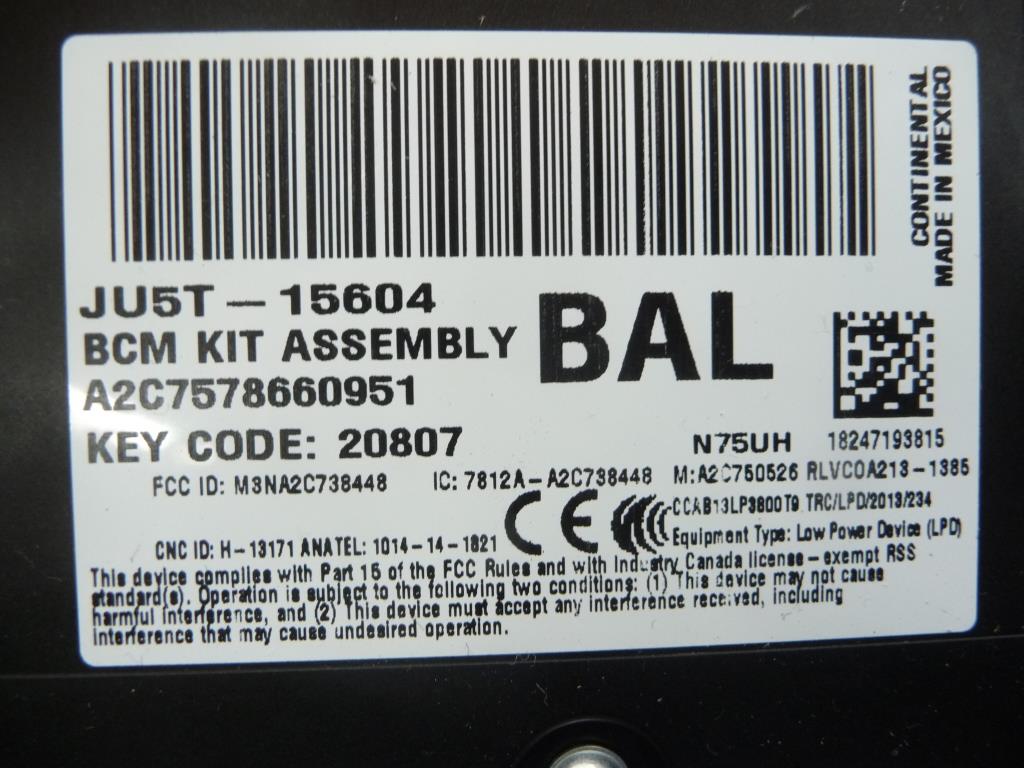 CONTINENTAL
MADE IN MEXICO
JU5T-15604
BCM KIT ASSEMBLY
BAL
A2C7578660951
KEY CODE: 20807
N75UH
18247193815
FCC ID: M3NA2C738448 IC: 7812A-A2C738448 M:A2C750526 RLVCOA213-1385
CE
CCAB13LP3800T9 TRC/LPD/2013/234
Equipment Type: Low Power Device (LPD)
CNC ID: H-13171 ANATEL: 1014-14-1821
This device complies with Part 15 of the FCC Rules and with Industry Canada license-exempt RSS
standard(s). Operation is subject to the following two conditions: (1) This device may not cause
harmful interference, and (2) This device must accept any interference received, including
interference that may cause undesired operation.